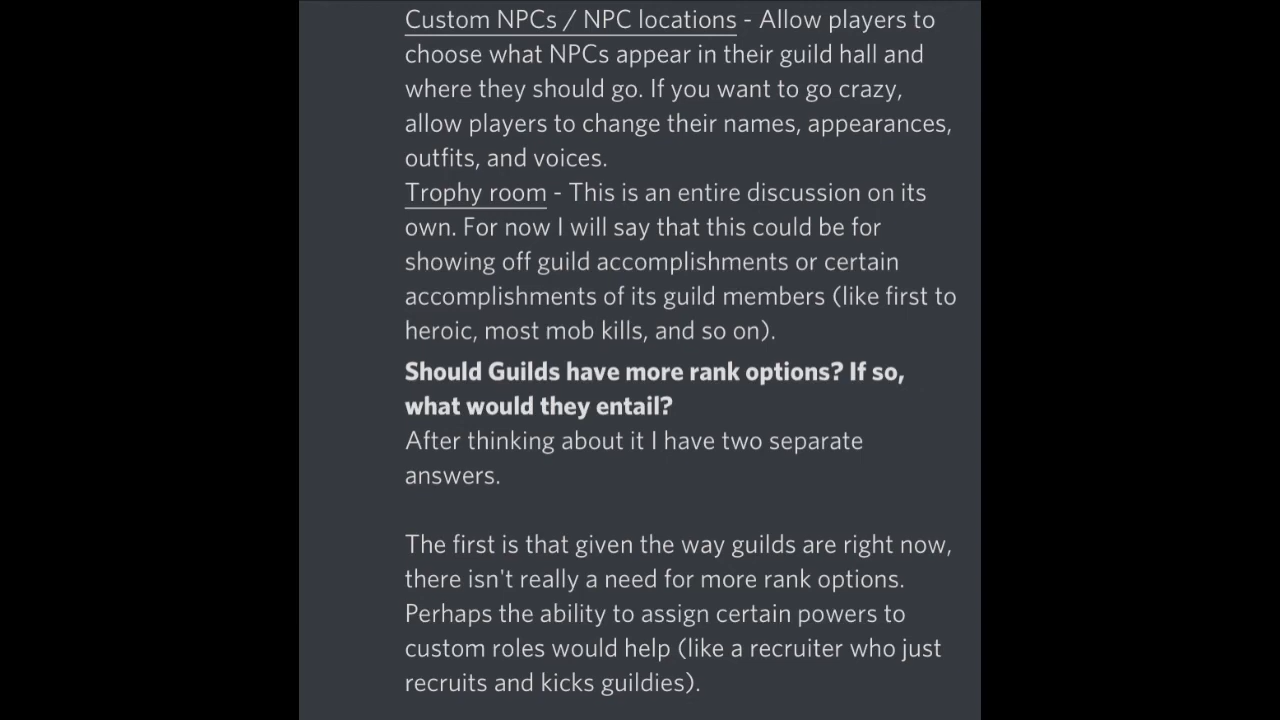 Custom NPCs / NPC locations - Allow players to
choose what NPCs appear in their guild hall and
where they should go. If you want to go crazy,
allow players to change their names, appearances,
outfits, and voices.
Trophy room - This is an entire discussion on its
own. For now I will say that this could be for
showing off guild accomplishments or certain
accomplishments of its guild members (like first to
heroic, most mob kills, and so on).
Should Guilds have more rank options? If so,
what would they entail?
After thinking about it I have two separate
answers.
The first is that given the way guilds are right now,
there isn't really a need for more rank options.
Perhaps the ability to assign certain powers to
custom roles would help (like a recruiter who just
recruits and kicks guildies).